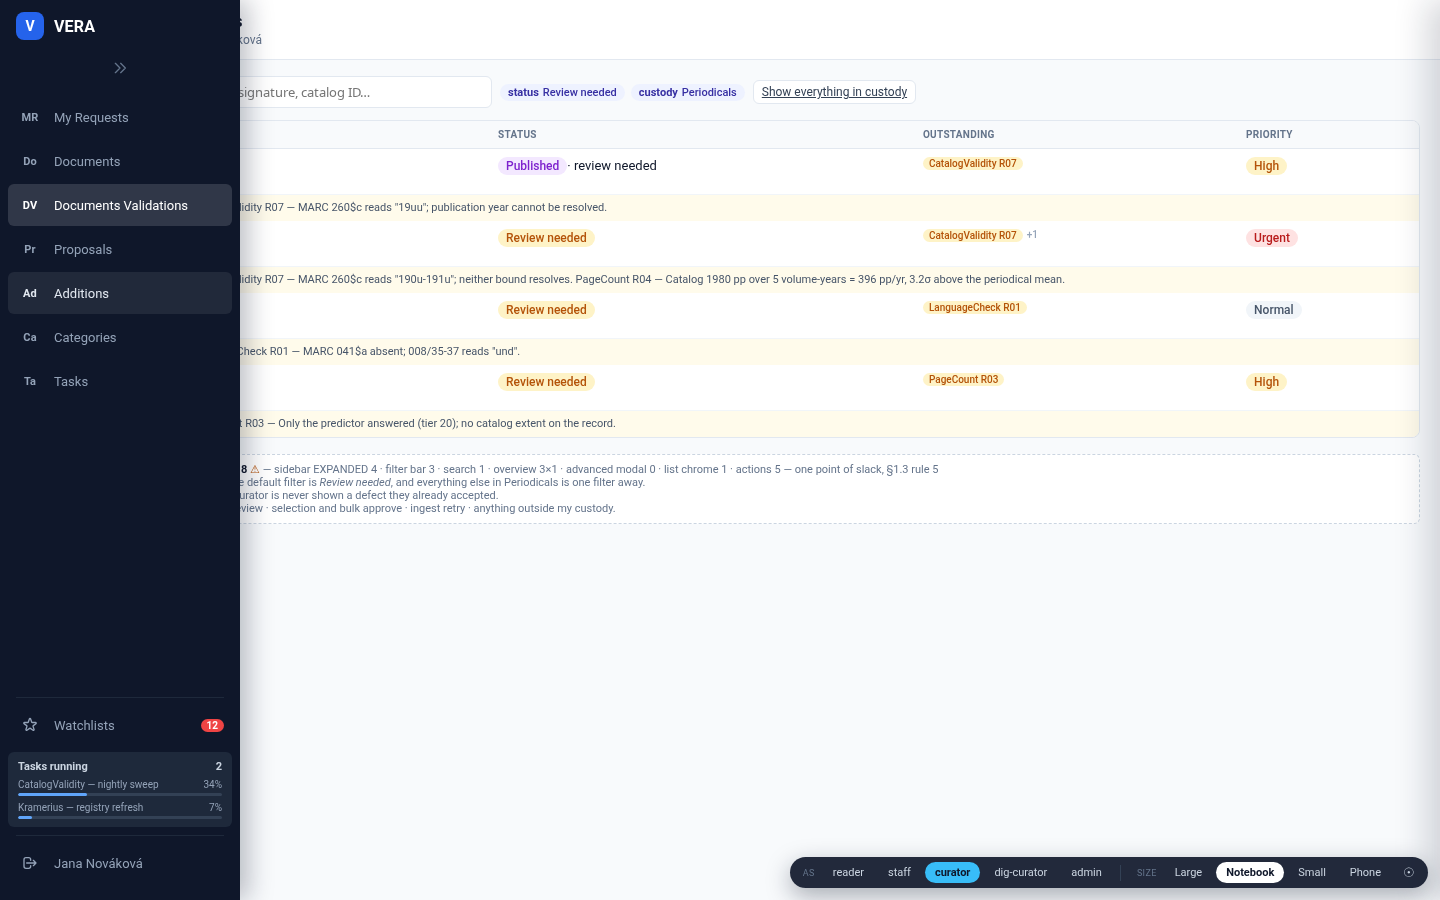 V VERA
MR My Requests
Do Documents
DV Documents Validations
Pr Proposals
Ad Additions
Ca Categories
Ta Tasks
Watchlists 12
Tasks running 2
CatalogValidity — nightly sweep 34%
Kramerius — registry refresh 7%
Jana Nováková
signature, catalog ID...
status Review needed
custody Periodicals
Show everything in custody
STATUS OUTSTANDING PRIORITY
Published · review needed CatalogValidity R07 High
R07 — MARC 260$c reads "19uu"; publication year cannot be resolved.
Review needed CatalogValidity R07 +1 Urgent
R07 — MARC 260$c reads "190u-191u"; neither bound resolves. PageCount R04 — Catalog 1980 pp over 5 volume-years = 396 pp/yr, 3.2σ above the periodical mean.
Review needed LanguageCheck R01 Normal
Check R01 — MARC 041$a absent; 008/35-37 reads "und".
Review needed PageCount R03 High
R03 — Only the predictor answered (tier 20); no catalog extent on the record.
8 ⚠ — sidebar EXPANDED 4 · filter bar 3 · search 1 · overview 3×1 · advanced modal 0 · list chrome 1 · actions 5 — one point of slack, §1.3 rule 5
default filter is Review needed, and everything else in Periodicals is one filter away.
is never shown a defect they already accepted.
· selection and bulk approve · ingest retry · anything outside my custody.
AS reader staff curator dig-curator admin SIZE Large Notebook Small Phone